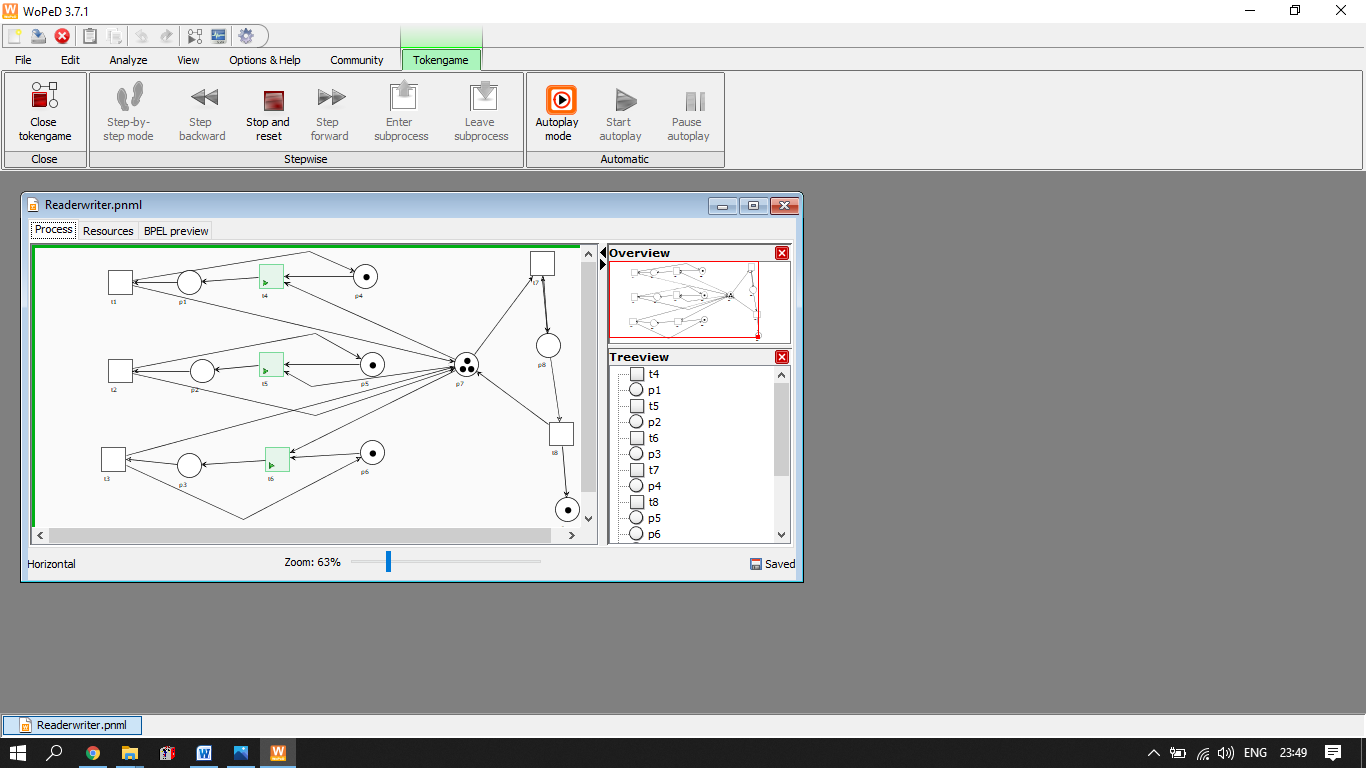 WoPeD 3.7.1
File Edit Analyze View Options & Help Community Tokengame
Close tokengame
Step-by-step mode
Step backward
Stop and reset
Step forward
Enter subprocess
Leave subprocess
Autoplay mode
Start autoplay
Pause autoplay
Close Stepwise Automatic
Readerwriter.pnml
Process Resources BPEL preview
t1 p1 t4 p4 t7
p8
t2 p2 t5 p5 p7
t3 p3 t6 p6 t8
Overview
Treeview
t4
p1
t5
p2
t6
p3
t7
p4
t8
p5
p6
Horizontal Zoom: 63% Saved
Readerwriter.pnml
ENG 23:49